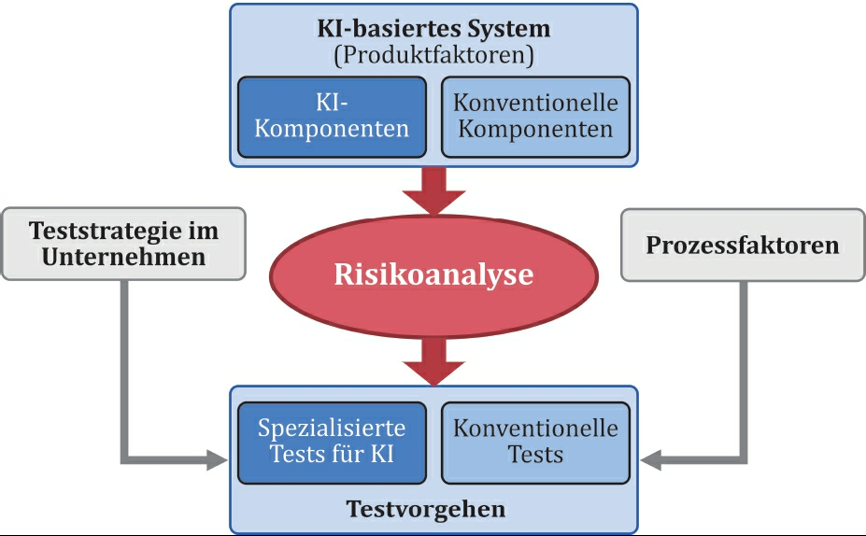 KI-basiertes System
(Produktfaktoren)
KI-
Komponenten
Konventionelle
Komponenten
Teststrategie im
Unternehmen
Risikoanalyse
Prozessfaktoren
Spezialisierte
Tests für KI
Konventionelle
Tests
Testvorgehen